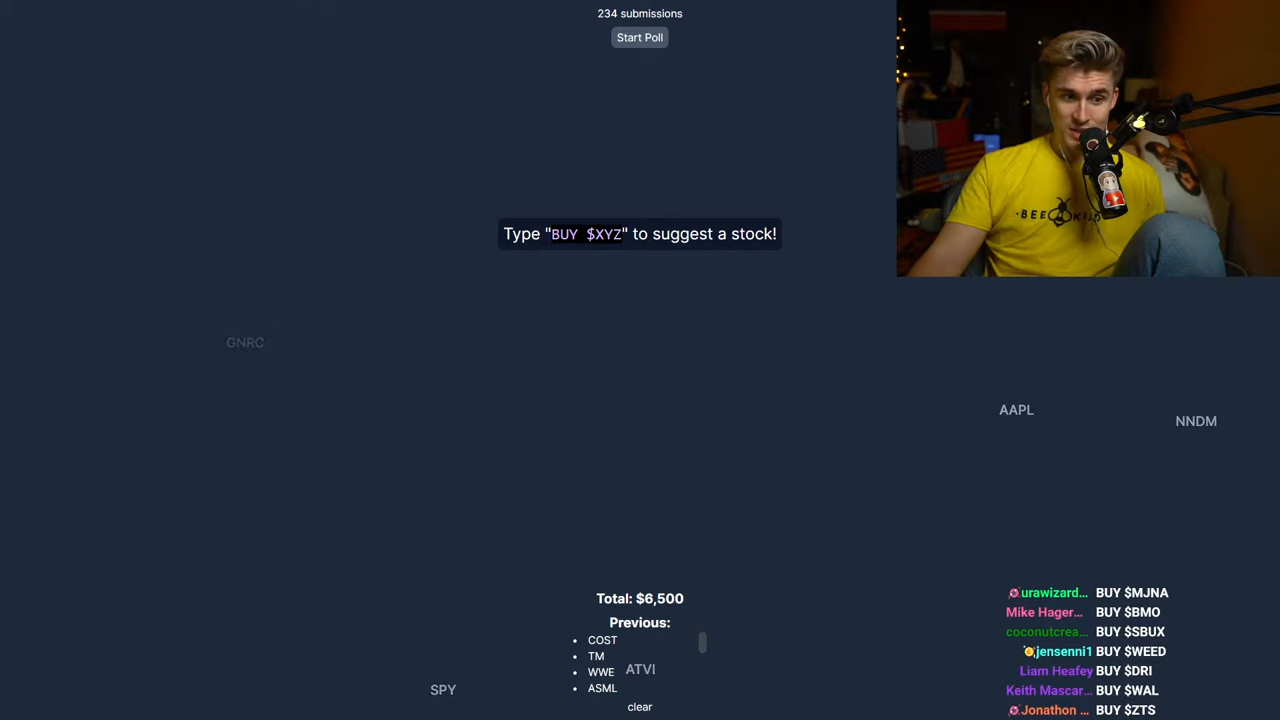 234 submissions
Start Poll
Type "BUY $XYZ" to suggest a stock!
GNRC
AAPL
NNDM
Total: $6,500
Previous:
COST
TM
WWE
ASML
ATVI
SPY
clear
urawizard... BUY $MJNA
Mike Hager... BUY $BMO
coconutcrea... BUY $SBUX
jensenni1 BUY $WEED
Liam Heafey BUY $DRI
Keith Mascar... BUY $WAL
Jonathon ... BUY $ZTS